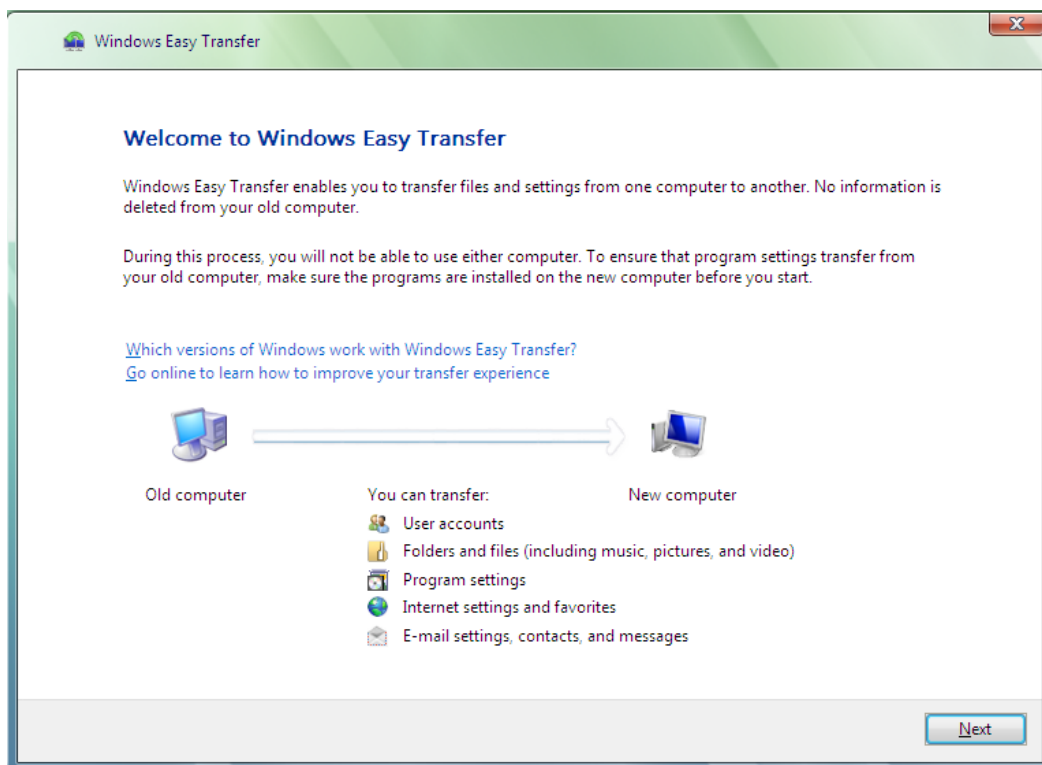 Windows Easy Transfer
Welcome to Windows Easy Transfer
Windows Easy Transfer enables you to transfer files and settings from one computer to another. No information is
deleted from your old computer.
During this process, you will not be able to use either computer. To ensure that program settings transfer from
your old computer, make sure the programs are installed on the new computer before you start.
Which versions of Windows work with Windows Easy Transfer?
Go online to learn how to improve your transfer experience
Old computer
You can transfer:
New computer
User accounts
Folders and files (including music, pictures, and video)
Program settings
Internet settings and favorites
E-mail settings, contacts, and messages
Next